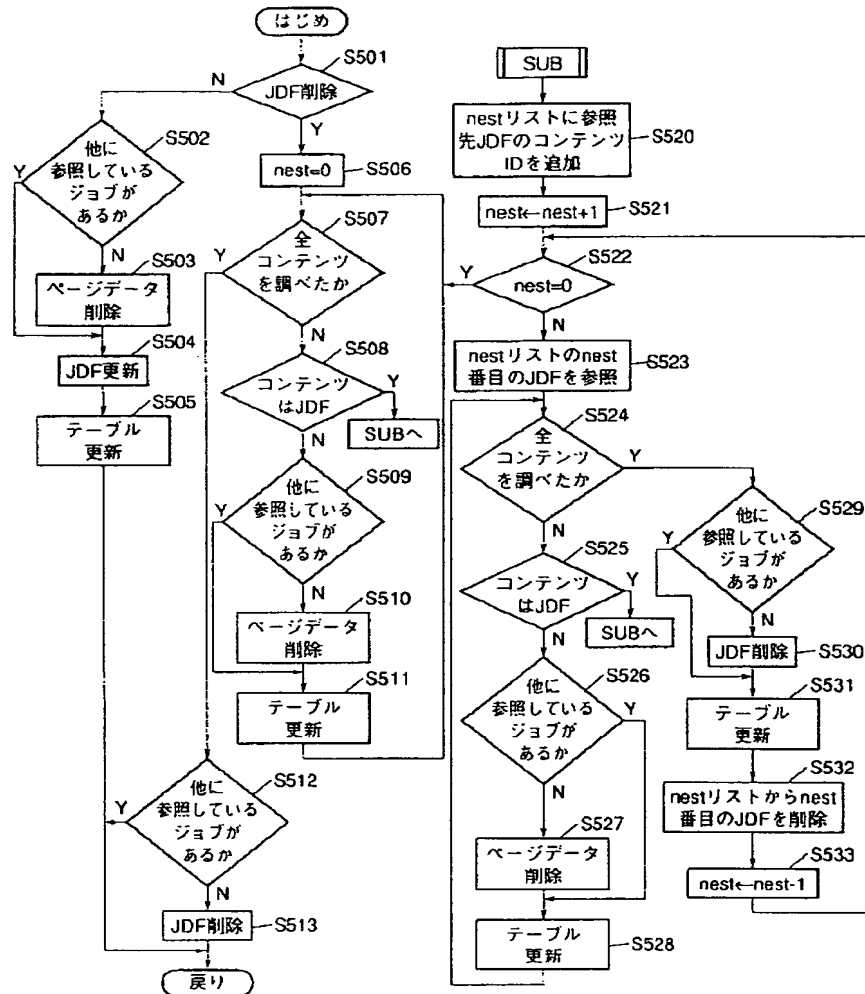 はじめ
S501
JDF削除
N
Y
S502
他に
参照している
ジョブが
あるか
Y
N
S503
ページデータ
削除
S504
JDF更新
S505
テーブル
更新
nest=0
S506
S507
全
コンテンツ
を調べたか
Y
N
S508
コンテンツ
はJDF
Y
N
SUBへ
S509
他に
参照している
ジョブが
あるか
Y
N
S510
ページデータ
削除
S511
テーブル
更新
S512
他に
参照している
ジョブが
あるか
Y
N
JDF削除
S513
戻り
SUB
nestリストに参照
先JDFのコンテンツ
IDを追加
S520
nest←nest+1
S521
S522
nest=0
Y
N
nestリストのnest
番目のJDFを参照
S523
S524
全
コンテンツ
を調べたか
Y
N
S525
コンテンツ
はJDF
Y
N
SUBへ
S526
他に
参照している
ジョブが
あるか
Y
N
S527
ページデータ
削除
テーブル
更新
S528
S529
他に
参照している
ジョブが
あるか
Y
N
JDF削除
S530
S531
テーブル
更新
S532
nestリストからnest
番目のJDFを削除
S533
nest←nest-1